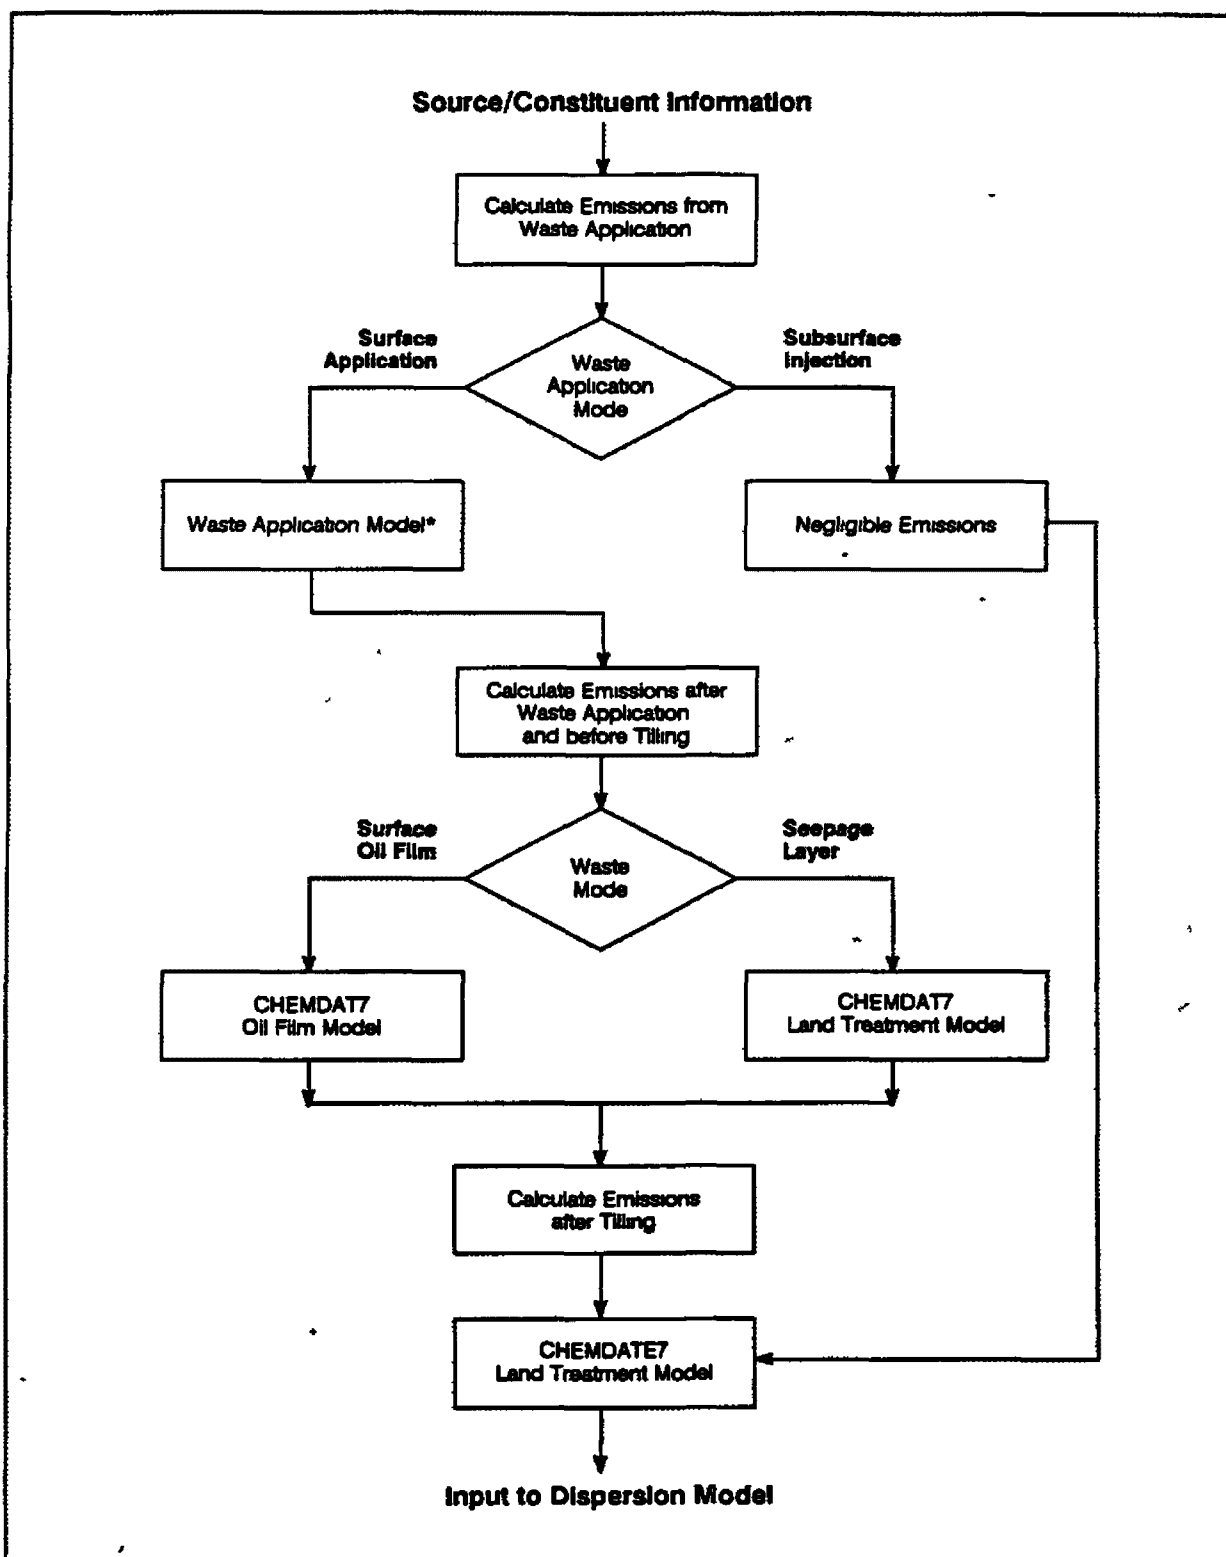 Source/Constituent Information
Calculate Emissions from
Waste Application
Surface
Application
Subsurface
Injection
Waste
Application
Mode
Waste Application Model*
Negligible Emissions
Calculate Emissions after
Waste Application
and before Tilling
Surface
Oil Film
Seepage
Layer
Waste
Mode
CHEMDAT7
Oil Film Model
CHEMDAT7
Land Treatment Model
Calculate Emissions
after Tilling
CHEMDATE7
Land Treatment Model
Input to Dispersion Model